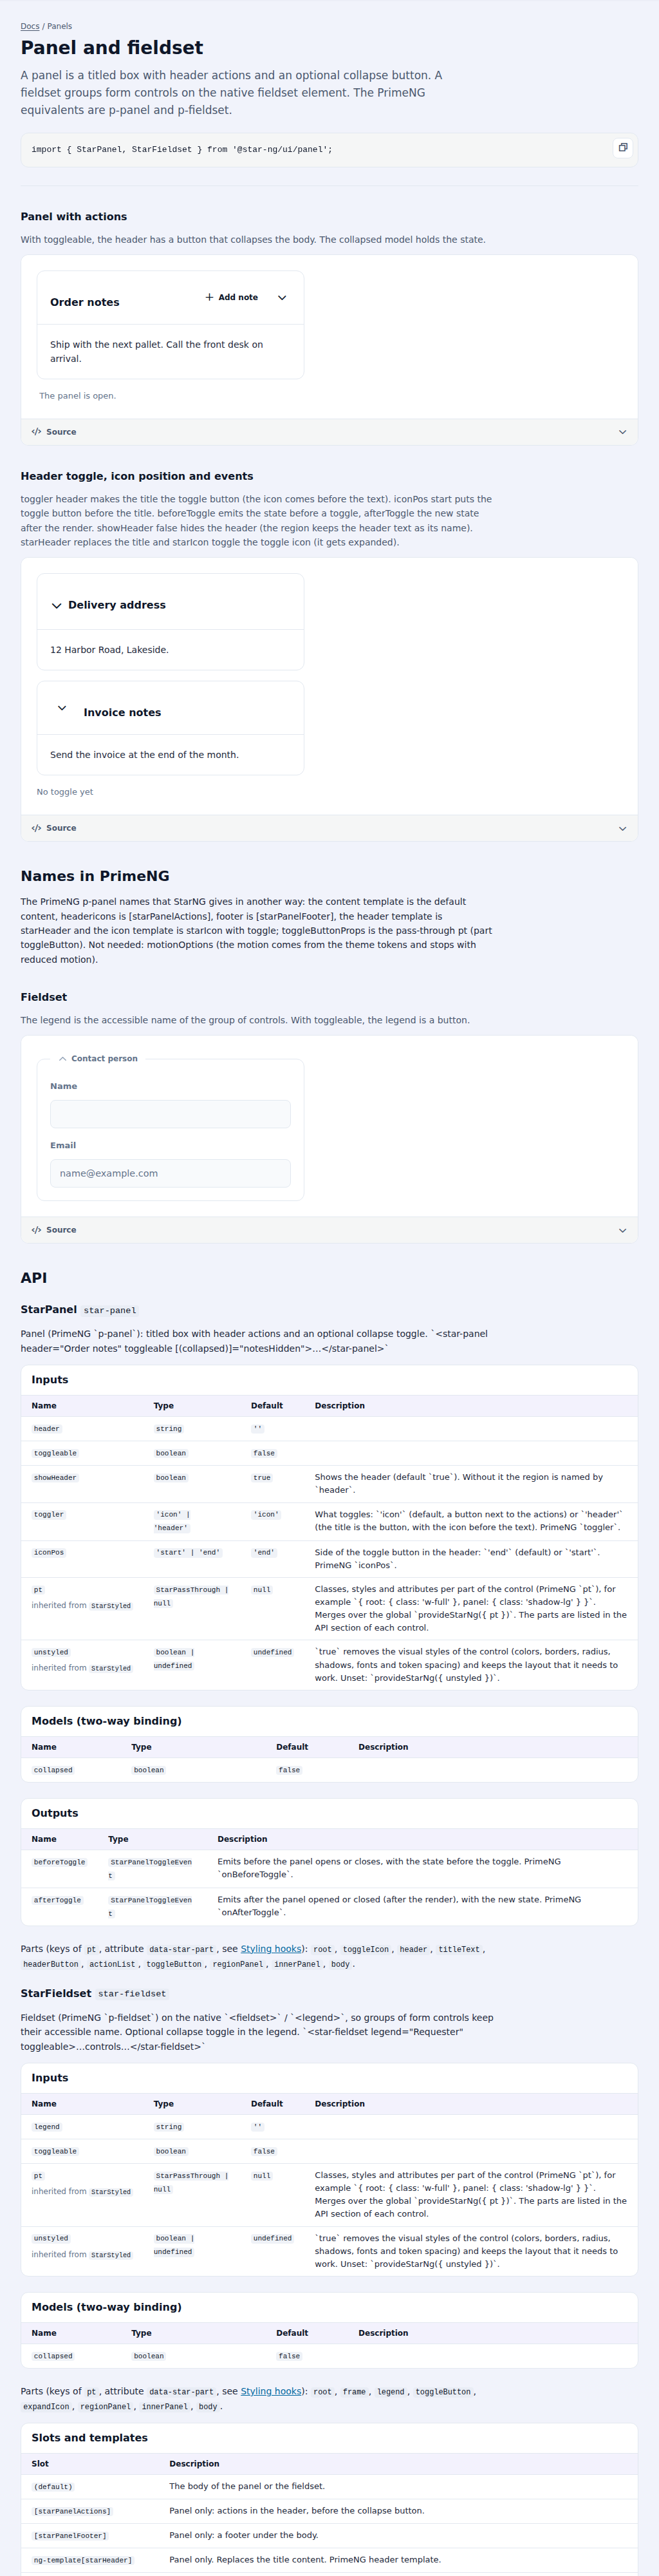 Docs / Panels
Panel and fieldset
A panel is a titled box with header actions and an optional collapse button. A
fieldset groups form controls on the native fieldset element. The PrimeNG
equivalents are p-panel and p-fieldset.
import { StarPanel, StarFieldset } from '@star-ng/ui/panel';
Panel with actions
With toggleable, the header has a button that collapses the body. The collapsed model holds the state.
Order notes
Add note
Ship with the next pallet. Call the front desk on
arrival.
The panel is open.
Source
Header toggle, icon position and events
toggler header makes the title the toggle button (the icon comes before the text). iconPos start puts the
toggle button before the title. beforeToggle emits the state before a toggle, afterToggle the new state
after the render. showHeader false hides the header (the region keeps the header text as its name).
starHeader replaces the title and starIcon toggle the toggle icon (it gets expanded).
Delivery address
12 Harbor Road, Lakeside.
Invoice notes
Send the invoice at the end of the month.
No toggle yet
Source
Names in PrimeNG
The PrimeNG p-panel names that StarNG gives in another way: the content template is the default
content, headericons is [starPanelActions], footer is [starPanelFooter], the header template is
starHeader and the icon template is starIcon with toggle; toggleButtonProps is the pass-through pt (part
toggleButton). Not needed: motionOptions (the motion comes from the theme tokens and stops with
reduced motion).
Fieldset
The legend is the accessible name of the group of controls. With toggleable, the legend is a button.
Contact person
Name
Email
name@example.com
Source
API
StarPanel star-panel
Panel (PrimeNG `p-panel`): titled box with header actions and an optional collapse toggle. `<star-panel
header="Order notes" toggleable [(collapsed)]="notesHidden">…</star-panel>`
Inputs
Name Type Default Description
header string ''
toggleable boolean false
showHeader boolean true Shows the header (default `true`). Without it the region is named by
`header`.
toggler 'icon' | 'icon' What toggles: `'icon'` (default, a button next to the actions) or `'header'`
'header' (the title is the button, with the icon before the text). PrimeNG `toggler`.
iconPos 'start' | 'end' 'end' Side of the toggle button in the header: `'end'` (default) or `'start'`.
PrimeNG `iconPos`.
pt StarPassThrough | null Classes, styles and attributes per part of the control (PrimeNG `pt`), for
inherited from StarStyled null example `{ root: { class: 'w-full' }, panel: { class: 'shadow-lg' } }`.
Merges over the global `provideStarNg({ pt })`. The parts are listed in the
API section of each control.
unstyled boolean | undefined `true` removes the visual styles of the control (colors, borders, radius,
inherited from StarStyled undefined shadows, fonts and token spacing) and keeps the layout that it needs to
work. Unset: `provideStarNg({ unstyled })`.
Models (two-way binding)
Name Type Default Description
collapsed boolean false
Outputs
Name Type Description
beforeToggle StarPanelToggleEven Emits before the panel opens or closes, with the state before the toggle. PrimeNG
t `onBeforeToggle`.
afterToggle StarPanelToggleEven Emits after the panel opened or closed (after the render), with the new state. PrimeNG
t `onAfterToggle`.
Parts (keys of pt, attribute data-star-part, see Styling hooks): root, toggleIcon, header, titleText,
headerButton, actionList, toggleButton, regionPanel, innerPanel, body.
StarFieldset star-fieldset
Fieldset (PrimeNG `p-fieldset`) on the native `<fieldset>` / `<legend>`, so groups of form controls keep
their accessible name. Optional collapse toggle in the legend. `<star-fieldset legend="Requester"
toggleable>…controls…</star-fieldset>`
Inputs
Name Type Default Description
legend string ''
toggleable boolean false
pt StarPassThrough | null Classes, styles and attributes per part of the control (PrimeNG `pt`), for
inherited from StarStyled null example `{ root: { class: 'w-full' }, panel: { class: 'shadow-lg' } }`.
Merges over the global `provideStarNg({ pt })`. The parts are listed in the
API section of each control.
unstyled boolean | undefined `true` removes the visual styles of the control (colors, borders, radius,
inherited from StarStyled undefined shadows, fonts and token spacing) and keeps the layout that it needs to
work. Unset: `provideStarNg({ unstyled })`.
Models (two-way binding)
Name Type Default Description
collapsed boolean false
Parts (keys of pt, attribute data-star-part, see Styling hooks): root, frame, legend, toggleButton,
expandIcon, regionPanel, innerPanel, body.
Slots and templates
Slot Description
(default) The body of the panel or the fieldset.
[starPanelActions] Panel only: actions in the header, before the collapse button.
[starPanelFooter] Panel only: a footer under the body.
ng-template[starHeader] Panel only. Replaces the title content. PrimeNG header template.